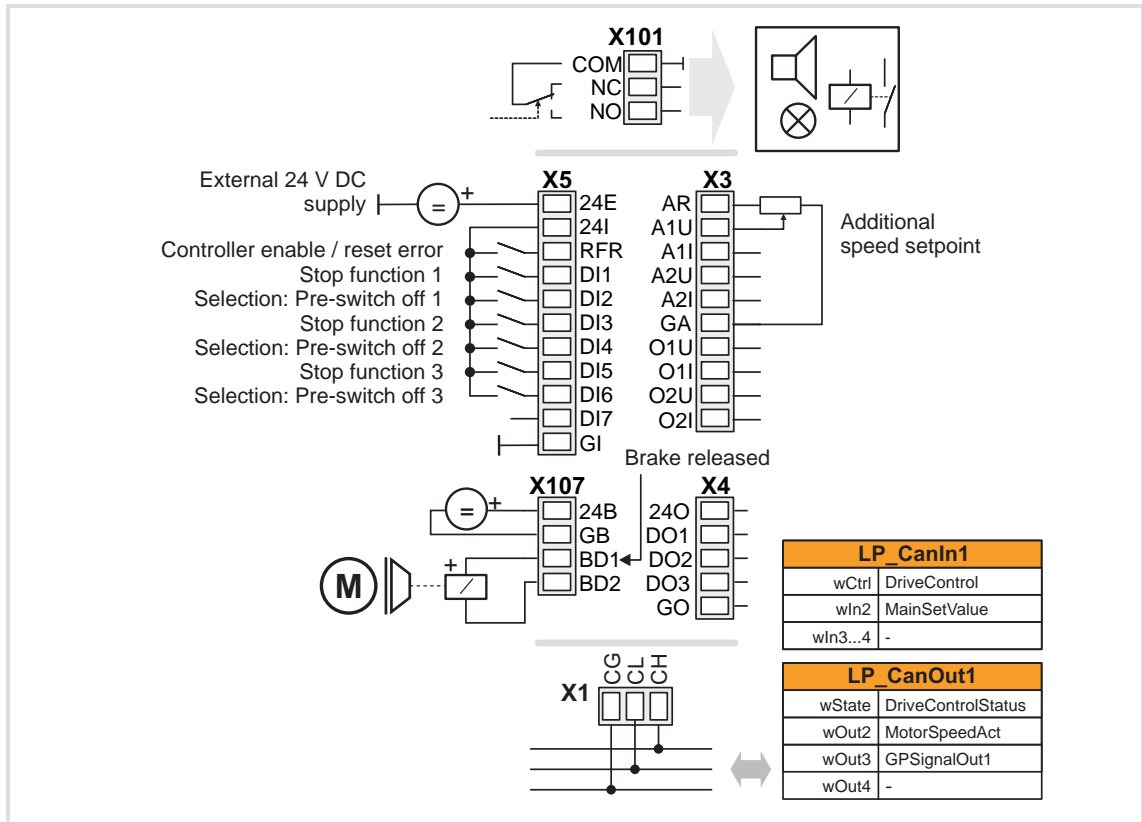 X101
COM
NC
NO
External 24 V DC
supply
=
+
X5
24E
24I
RFR
DI1
DI2
DI3
DI4
DI5
DI6
DI7
GI
Controller enable / reset error
Stop function 1
Selection: Pre-switch off 1
Stop function 2
Selection: Pre-switch off 2
Stop function 3
Selection: Pre-switch off 3
X3
AR
A1U
A1I
A2U
A2I
GA
O1U
O1I
O2U
O2I
Additional
speed setpoint
Brake released
X107
=
+
24B
GB
BD1
BD2
M
+
X4
24O
DO1
DO2
DO3
GO
X1
CG
CL
CH
LP_CanIn1
wCtrl DriveControl
wIn2 MainSetValue
wIn3...4 -
LP_CanOut1
wState DriveControlStatus
wOut2 MotorSpeedAct
wOut3 GPSignalOut1
wOut4 -